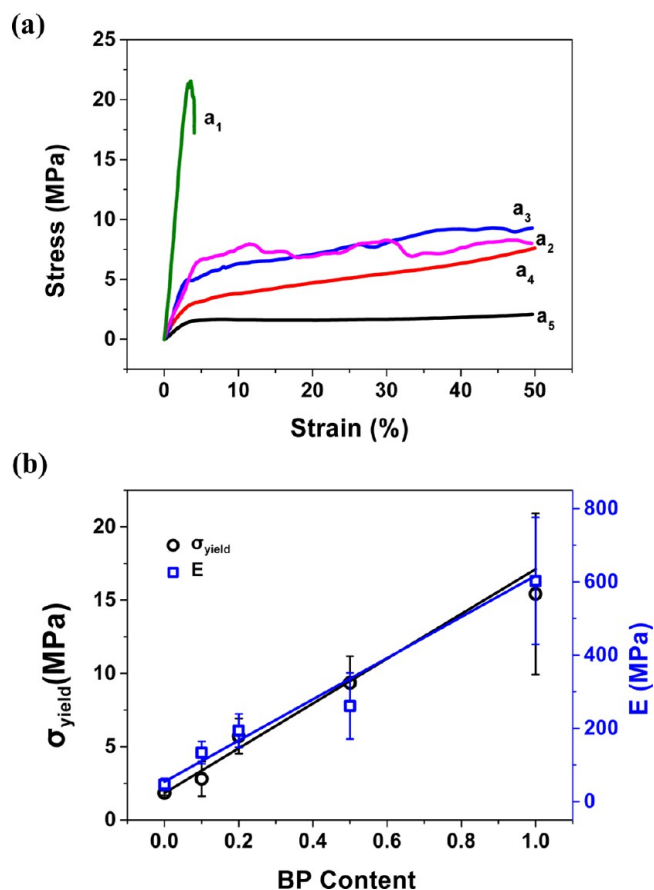 (a)
25
20
15
10
5
0
Stress (MPa)
a1
a3
a2
a4
a5
0 10 20 30 40 50
Strain (%)
(b)
20
15
10
5
0
σyield(MPa)
σyield
E
800
600
400
200
0
E (MPa)
0.0 0.2 0.4 0.6 0.8 1.0
BP Content